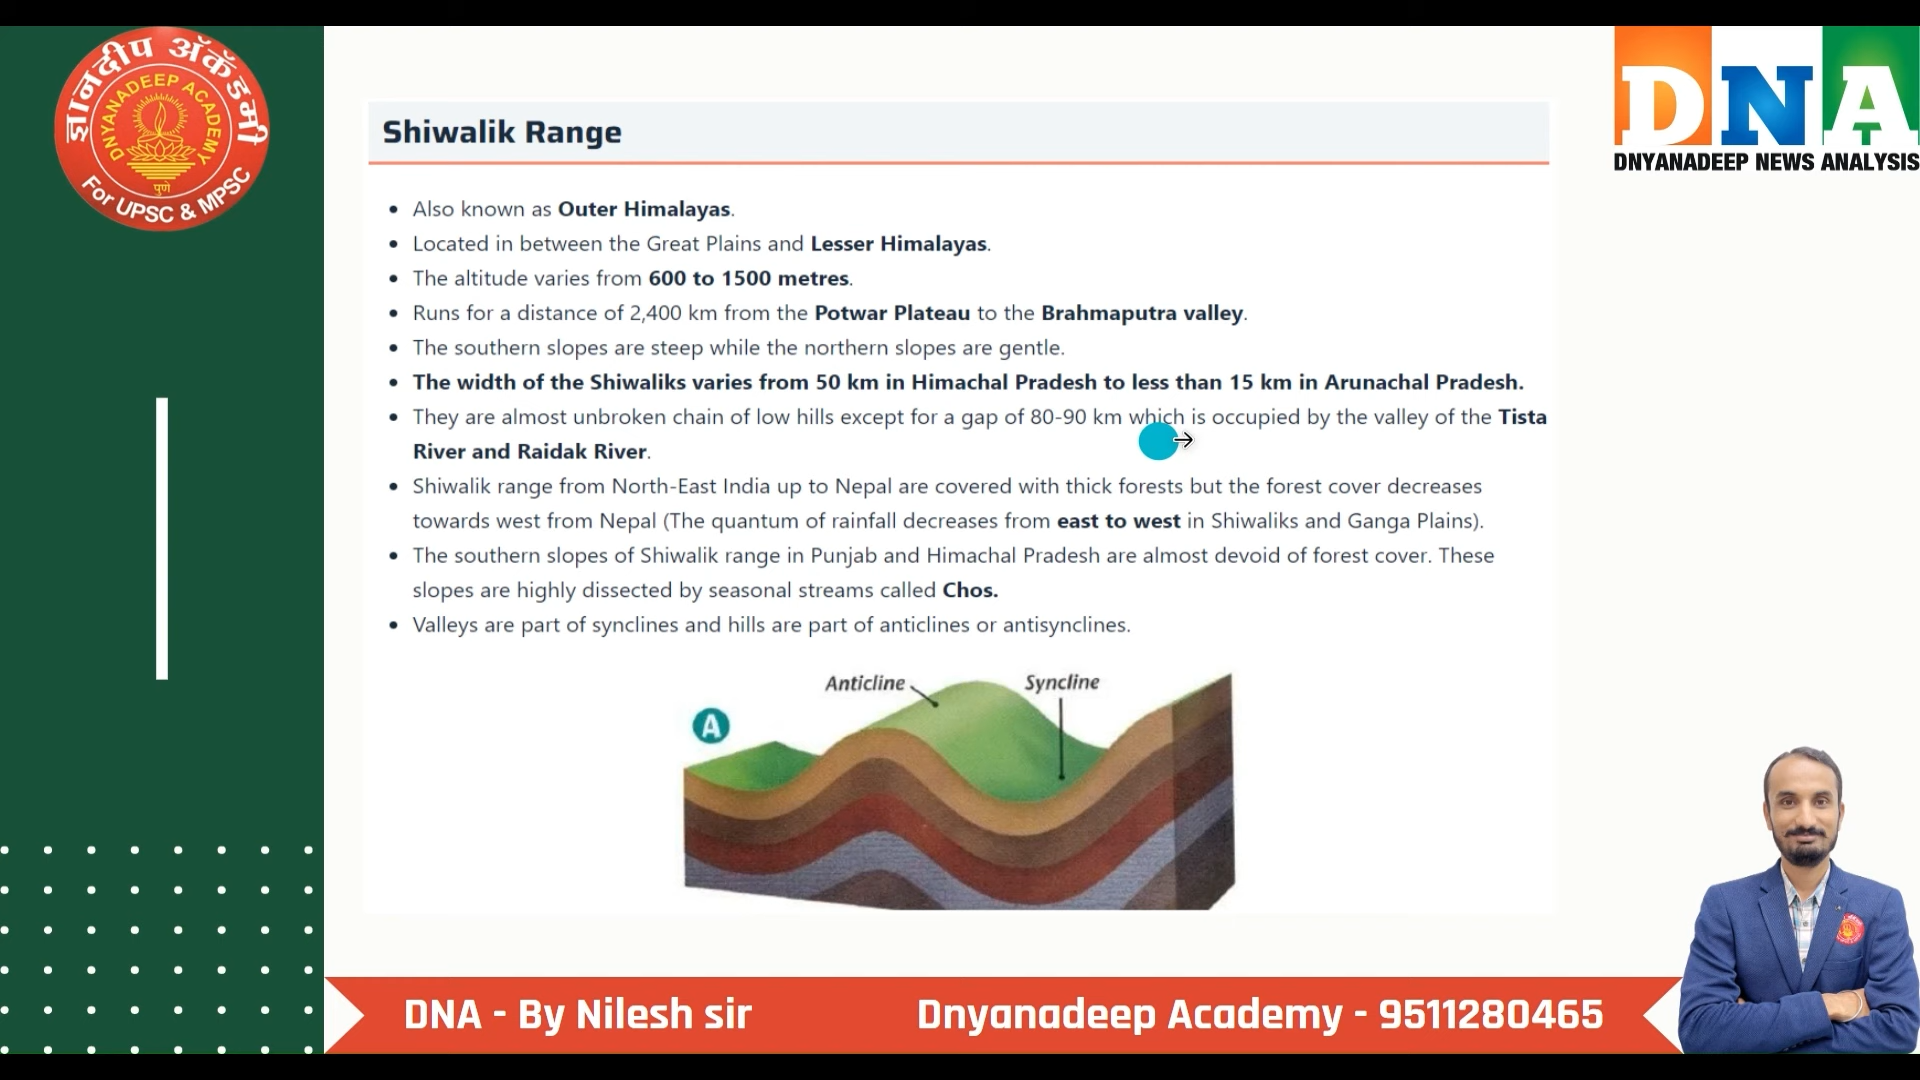 ज्ञानदीप अ‍ॅकॅडमी
DNYANADEEP ACADEMY
पुणे
For UPSC & MPSC
DNA
DNYANADEEP NEWS ANALYSIS
Shiwalik Range
• Also known as Outer Himalayas.
• Located in between the Great Plains and Lesser Himalayas.
• The altitude varies from 600 to 1500 metres.
• Runs for a distance of 2,400 km from the Potwar Plateau to the Brahmaputra valley.
• The southern slopes are steep while the northern slopes are gentle.
• The width of the Shiwaliks varies from 50 km in Himachal Pradesh to less than 15 km in Arunachal Pradesh.
• They are almost unbroken chain of low hills except for a gap of 80-90 km which is occupied by the valley of the Tista
River and Raidak River.
• Shiwalik range from North-East India up to Nepal are covered with thick forests but the forest cover decreases
towards west from Nepal (The quantum of rainfall decreases from east to west in Shiwaliks and Ganga Plains).
• The southern slopes of Shiwalik range in Punjab and Himachal Pradesh are almost devoid of forest cover. These
slopes are highly dissected by seasonal streams called Chos.
• Valleys are part of synclines and hills are part of anticlines or antisynclines.
Anticline Syncline
A
DNA - By Nilesh sir Dnyanadeep Academy - 9511280465